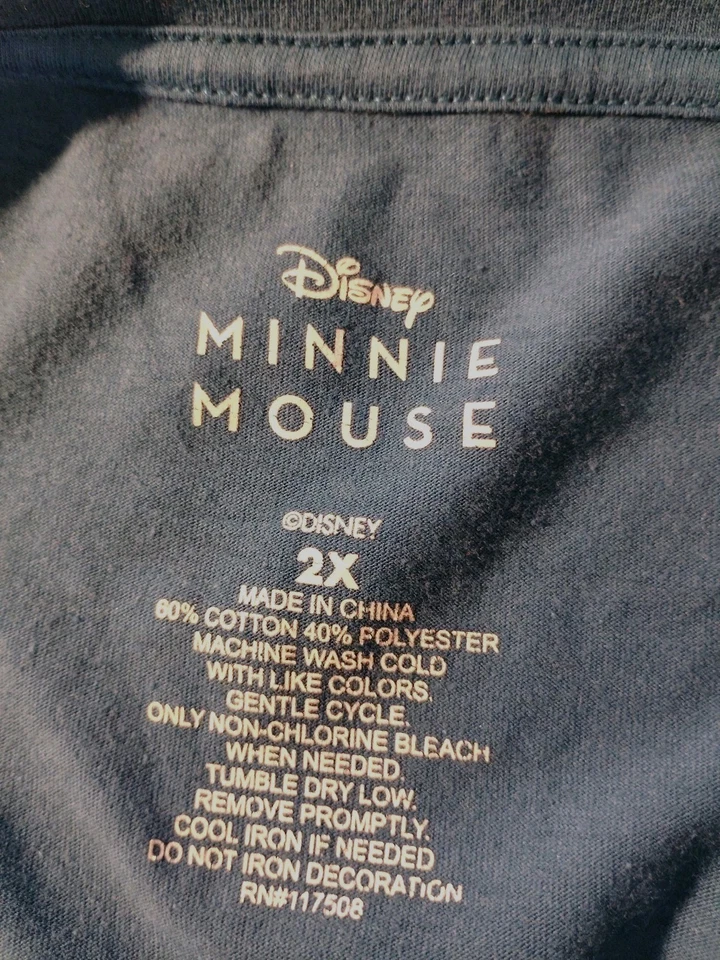 Disney
MINNIE
MOUSE
©DISNEY
2X
MADE IN CHINA
60% COTTON 40% POLYESTER
MACHINE WASH COLD
WITH LIKE COLORS.
GENTLE CYCLE.
ONLY NON-CHLORINE BLEACH
WHEN NEEDED.
TUMBLE DRY LOW.
REMOVE PROMPTLY.
COOL IRON IF NEEDED
DO NOT IRON DECORATION
RN#117508